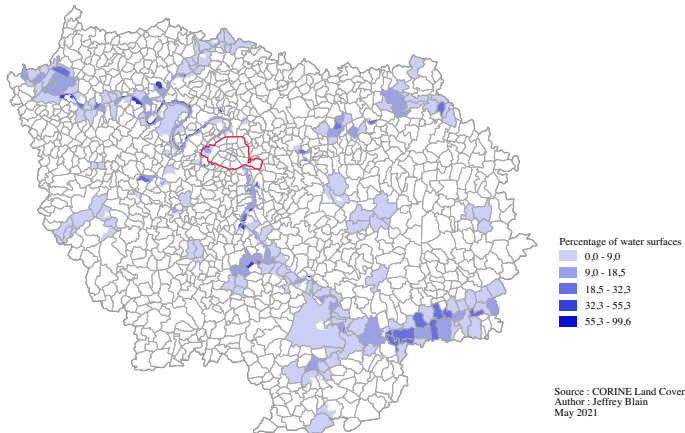 Percentage of water surfaces
0,0 - 9,0
9,0 - 18,5
18,5 - 32,3
32,3 - 55,3
55,3 - 99,6
Source : CORINE Land Cover
Author : Jeffrey Blain
May 2021